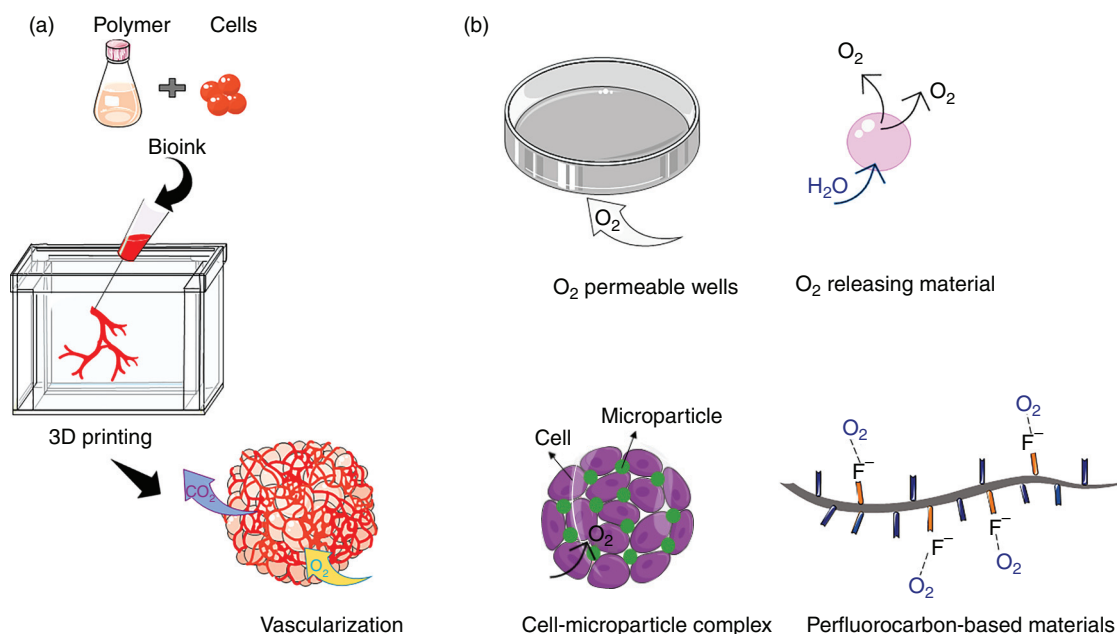 (a)
Polymer
Cells
Bioink
3D printing
CO₂
O₂
Vascularization
(b)
O₂
O₂ permeable wells
O₂
O₂
H₂O
O₂ releasing material
Microparticle
Cell
O₂
Cell-microparticle complex
O₂
O₂
F⁻
F⁻
F⁻
F⁻
O₂
O₂
Perfluorocarbon-based materials